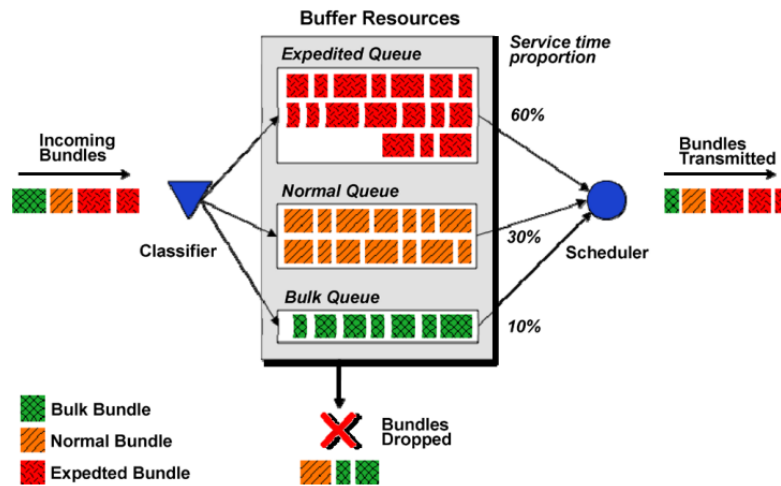 Buffer Resources
Expedited Queue
Service time
proportion
60%
Incoming
Bundles
Bundles
Transmitted
Normal Queue
Classifier
30%
Scheduler
Bulk Queue
10%
Bulk Bundle
Normal Bundle
Expedted Bundle
Bundles
Dropped